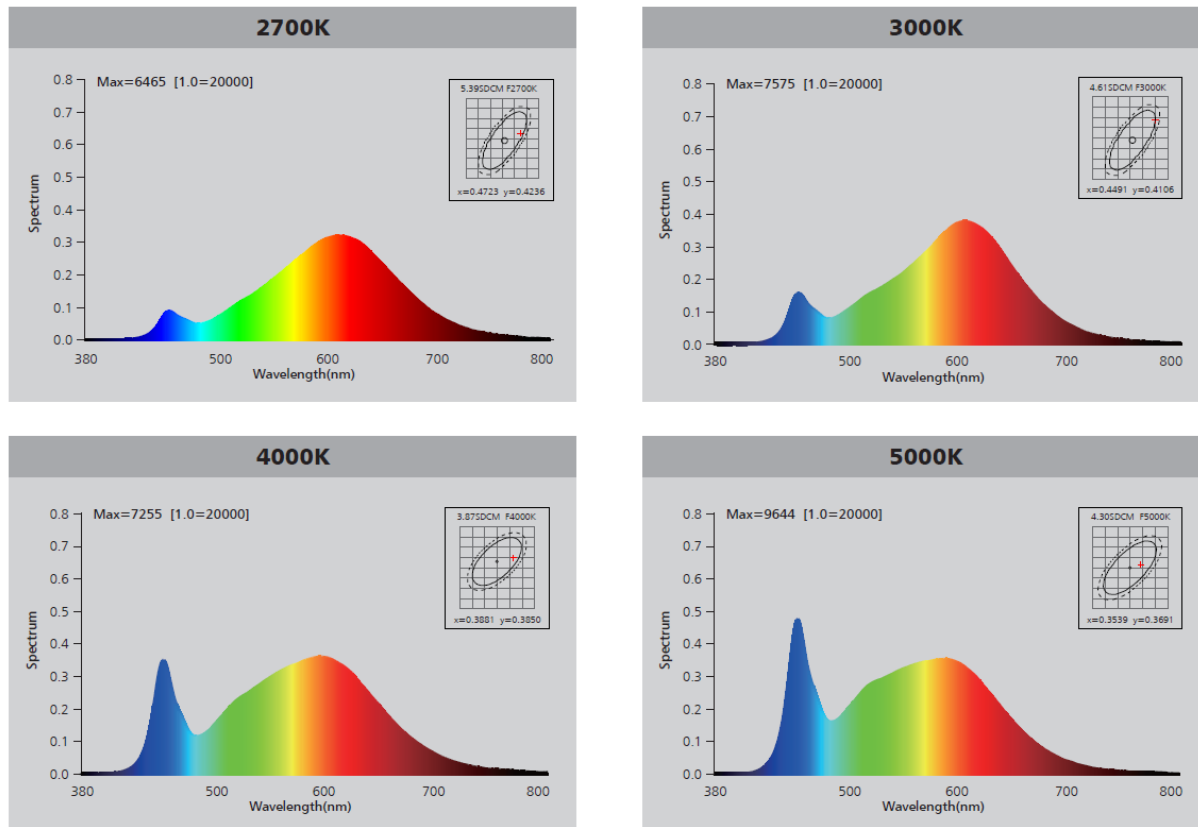 2700K
Max=6465 [1.0=20000]
5.39SDCM F2700K
x=0.4723 y=0.4236
Spectrum
0.8
0.7
0.6
0.5
0.4
0.3
0.2
0.1
0.0
380 500 600 700 800
Wavelength(nm)
3000K
Max=7575 [1.0=20000]
4.61SDCM F3000K
x=0.4491 y=0.4106
Spectrum
0.8
0.7
0.6
0.5
0.4
0.3
0.2
0.1
0.0
380 500 600 700 800
Wavelength(nm)
4000K
Max=7255 [1.0=20000]
3.87SDCM F4000K
x=0.3881 y=0.3850
Spectrum
0.8
0.7
0.6
0.5
0.4
0.3
0.2
0.1
0.0
380 500 600 700 800
Wavelength(nm)
5000K
Max=9644 [1.0=20000]
4.30SDCM F5000K
x=0.3539 y=0.3691
Spectrum
0.8
0.7
0.6
0.5
0.4
0.3
0.2
0.1
0.0
380 500 600 700 800
Wavelength(nm)